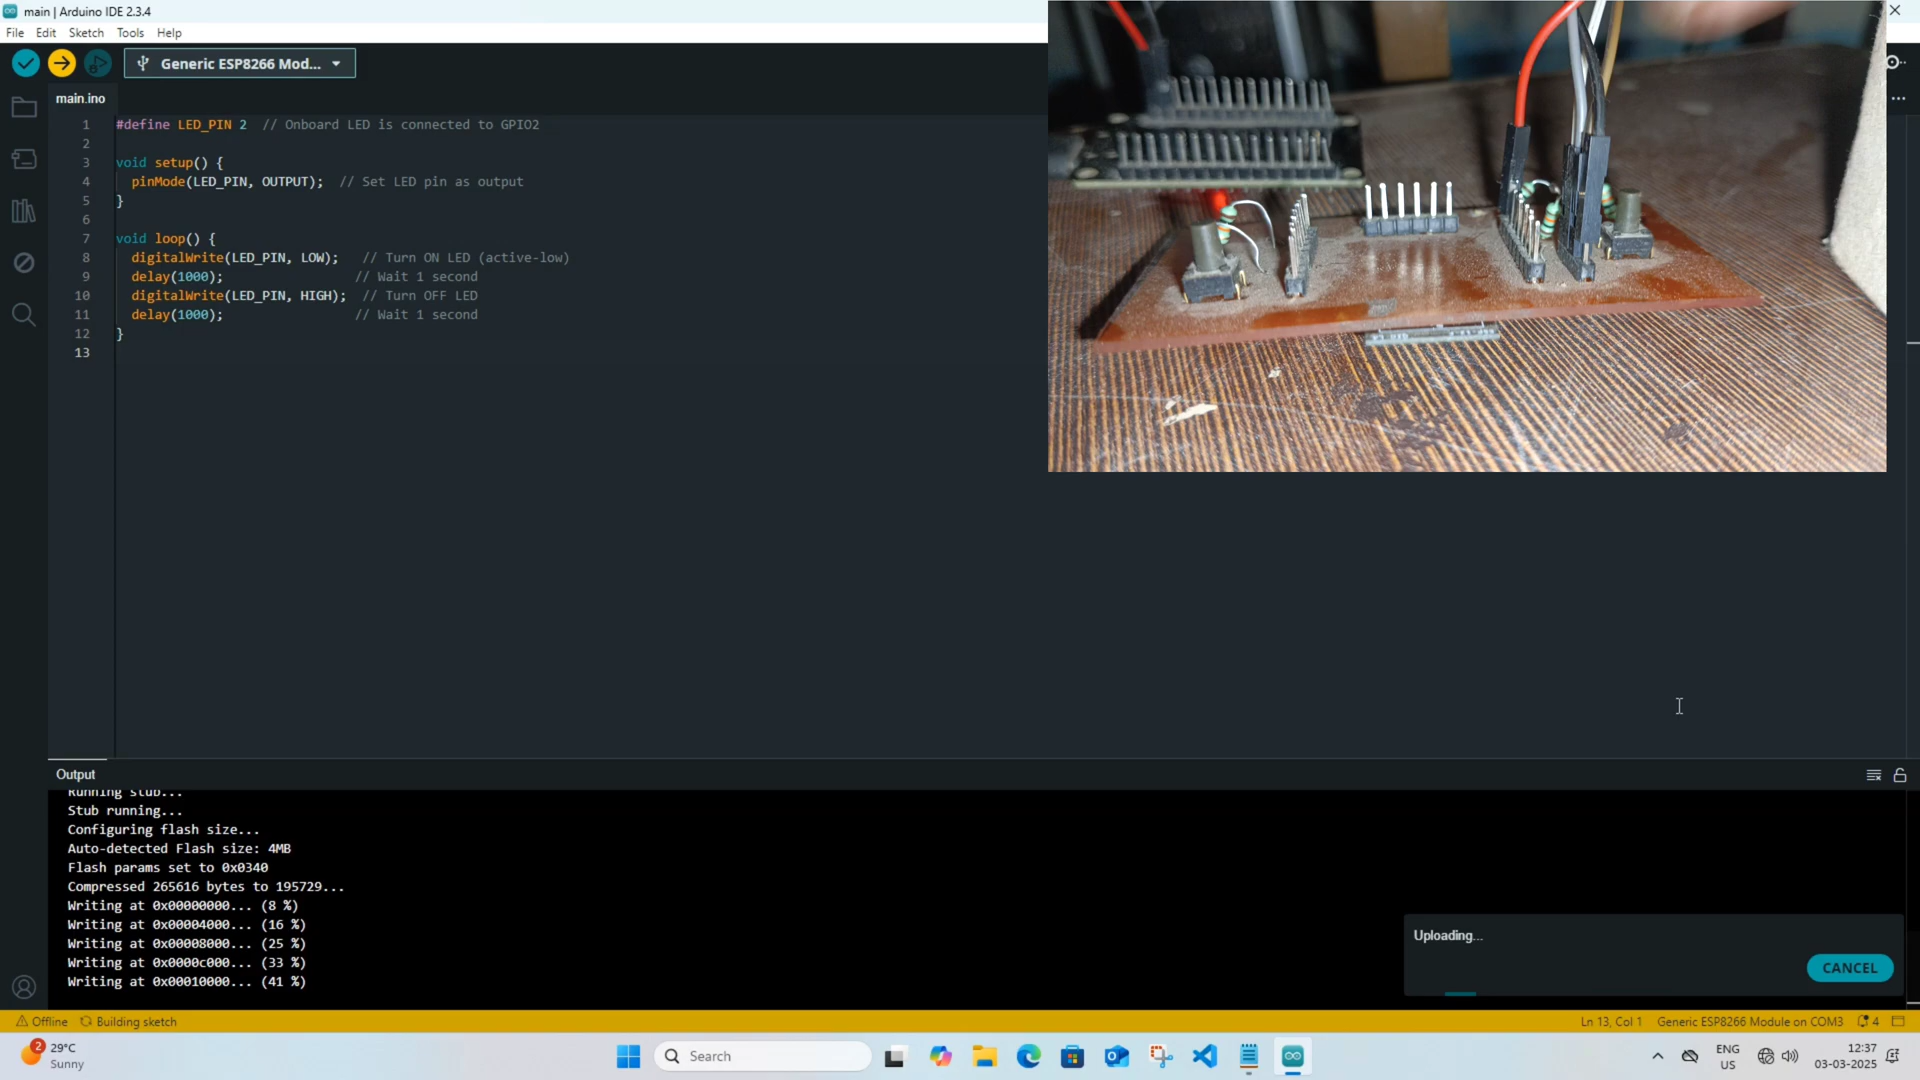 main | Arduino IDE 2.3.4
File Edit Sketch Tools Help
Generic ESP8266 Mod...
main.ino
1 #define LED_PIN 2  // Onboard LED is connected to GPIO2
2
3 void setup() {
4   pinMode(LED_PIN, OUTPUT);  // Set LED pin as output
5 }
6
7 void loop() {
8   digitalWrite(LED_PIN, LOW);   // Turn ON LED (active-low)
9   delay(1000);                 // Wait 1 second
10   digitalWrite(LED_PIN, HIGH);  // Turn OFF LED
11   delay(1000);                 // Wait 1 second
12 }
13
Output
Running stub...
Stub running...
Configuring flash size...
Auto-detected Flash size: 4MB
Flash params set to 0x0340
Compressed 265616 bytes to 195729...
Writing at 0x00000000... (8 %)
Writing at 0x00004000... (16 %)
Writing at 0x00008000... (25 %)
Writing at 0x0000c000... (33 %)
Writing at 0x00010000... (41 %)
Uploading...
CANCEL
Offline Building sketch Ln 13, Col 1 Generic ESP8266 Module on COM3 4
2 29°C
Sunny
Search
ENG
US
12:37
03-03-2025